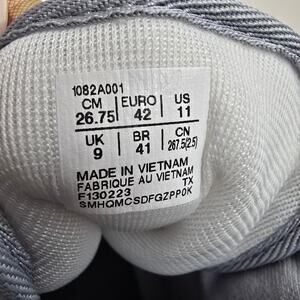 1082A001
CM EURO US
26.75 42 11
UK BR CN
9 41 267.5(2.5)
MADE IN VIETNAM
FABRIQUE AU VIETNAM
F130223 TX
SMHQMCSDFGZPP0K